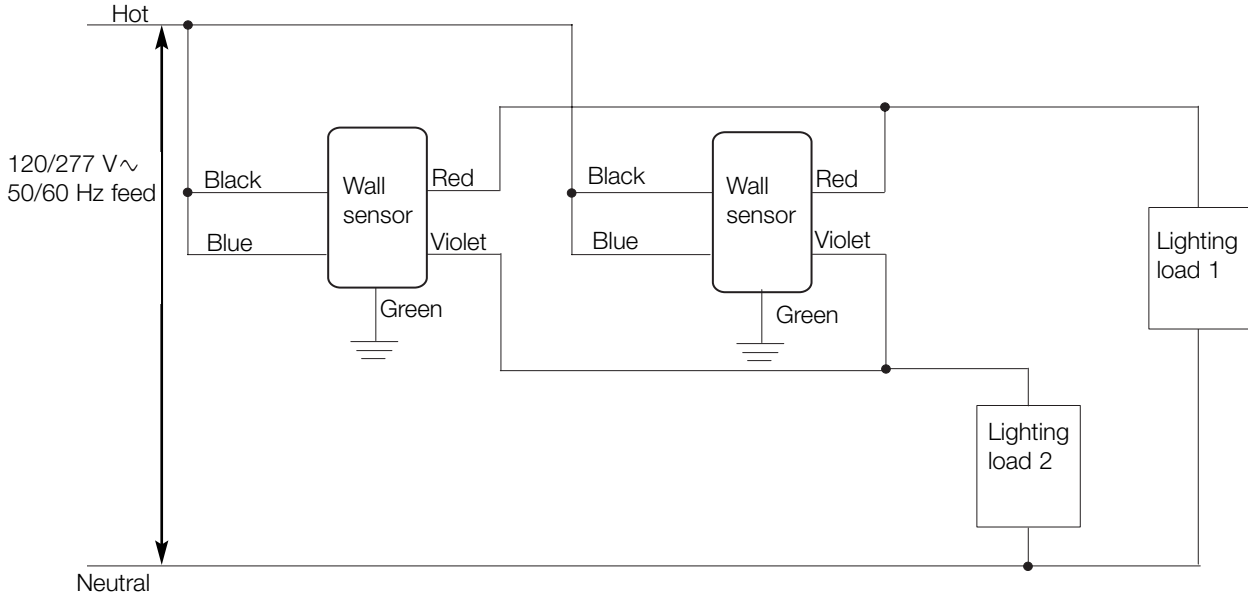 Hot
120/277 V∿
50/60 Hz feed
Black
Wall
sensor
Red
Blue
Violet
Green
Black
Wall
sensor
Red
Blue
Violet
Green
Lighting
load 1
Lighting
load 2
Neutral